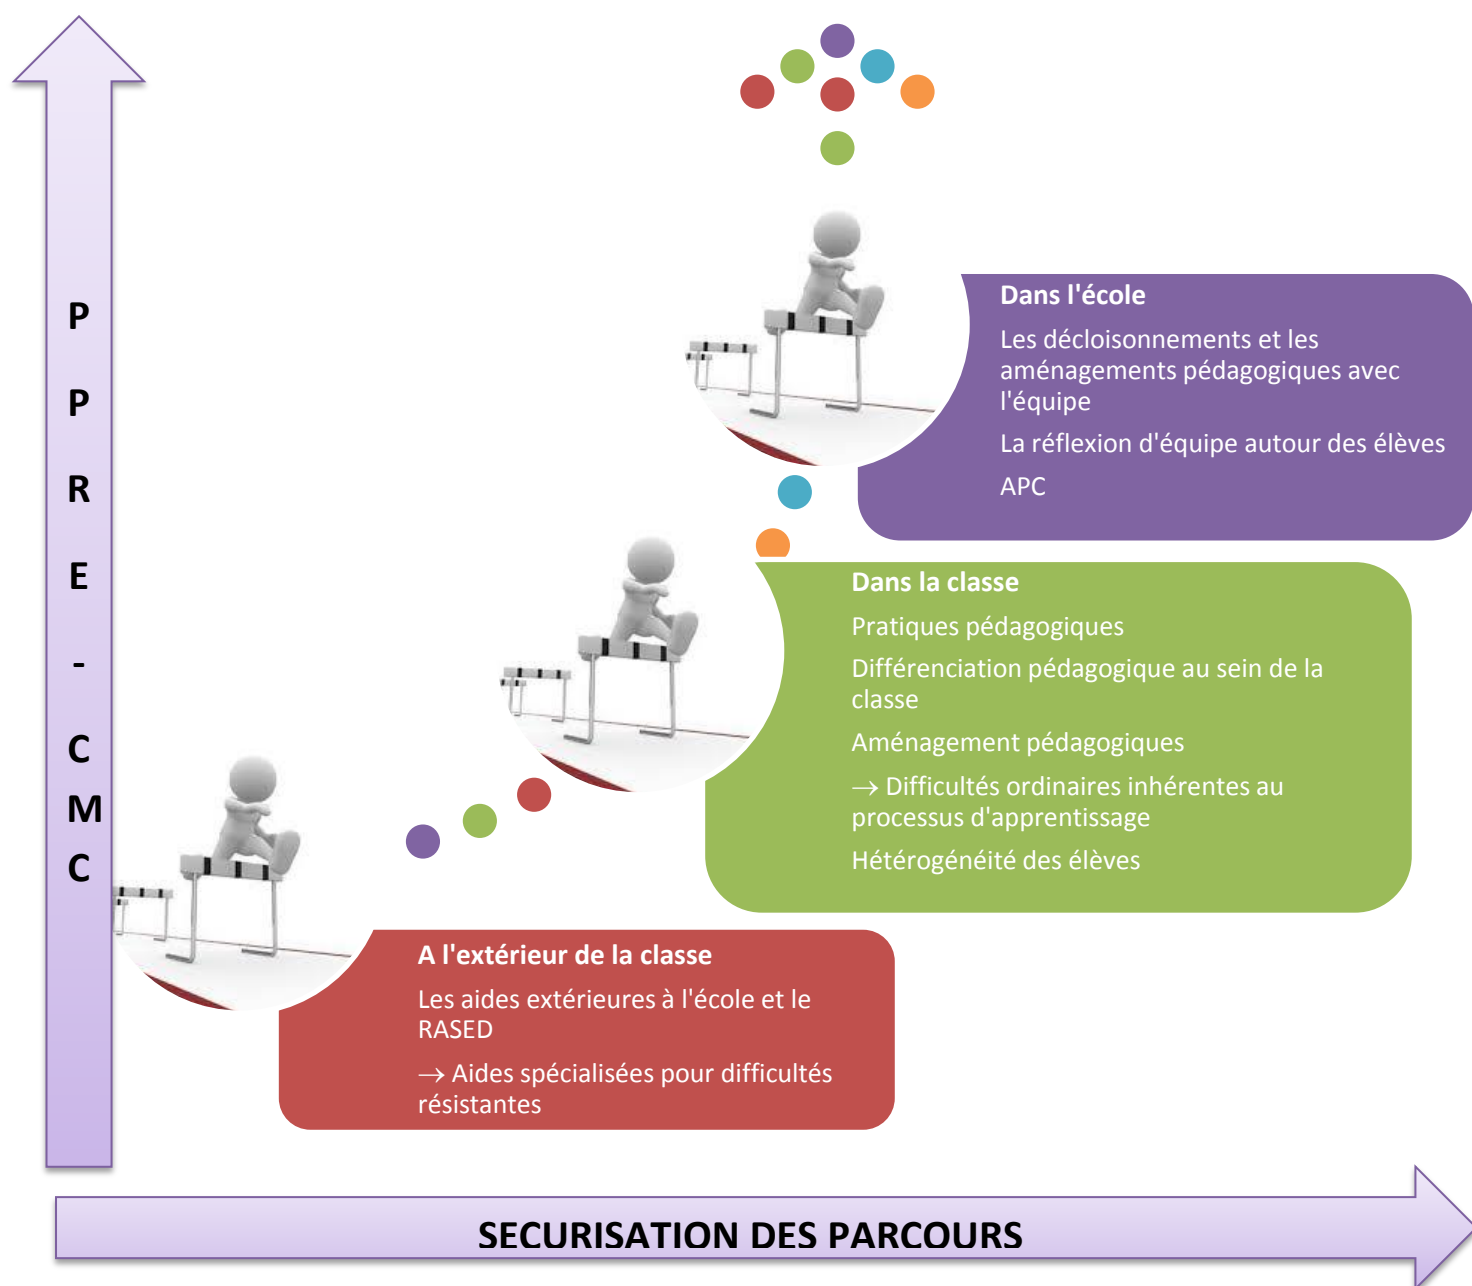 P
P
R
E
-
C
M
C
Dans l'école
Les décloisonnements et les
aménagements pédagogiques avec
l'équipe
La réflexion d'équipe autour des élèves
APC
Dans la classe
Pratiques pédagogiques
Différenciation pédagogique au sein de la
classe
Aménagement pédagogiques
→ Difficultés ordinaires inhérentes au
processus d'apprentissage
Hétérogénéité des élèves
A l'extérieur de la classe
Les aides extérieures à l'école et le
RASED
→ Aides spécialisées pour difficultés
résistantes
SECURISATION DES PARCOURS